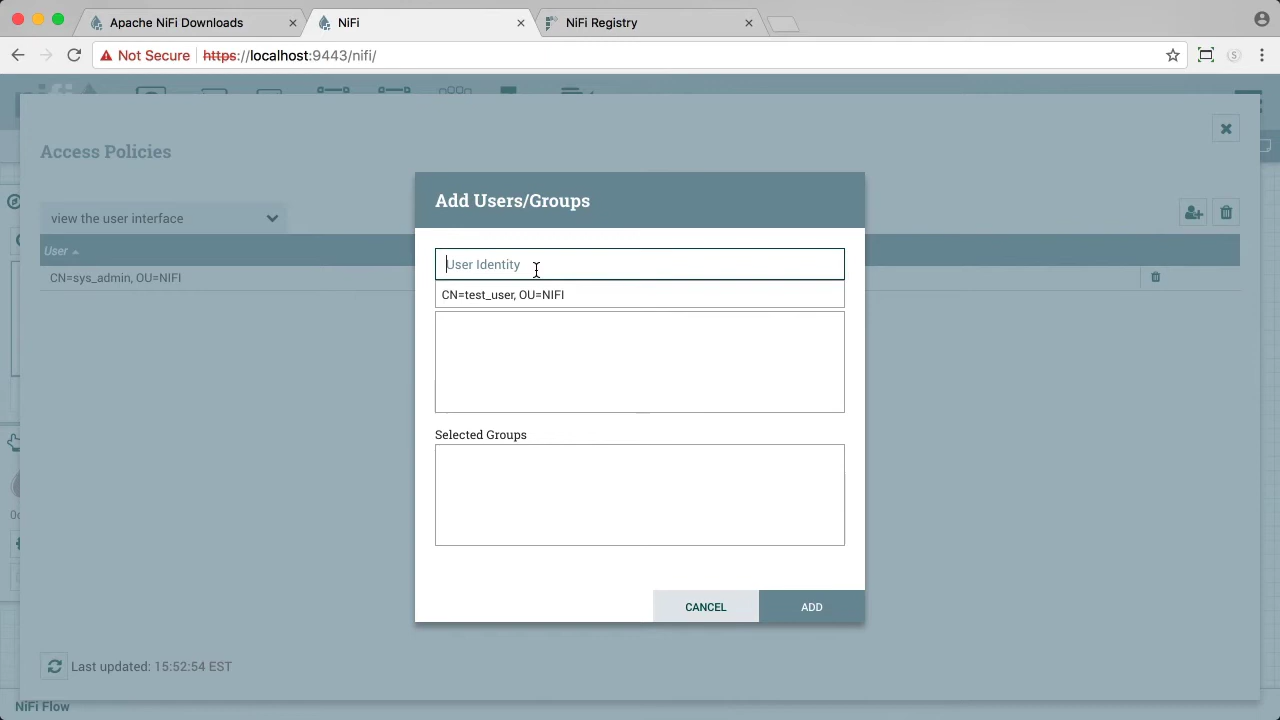 Apache NiFi Downloads
NiFi
NiFi Registry
Not Secure https://localhost:9443/nifi/
Access Policies
view the user interface
User
CN=sys_admin, OU=NIFI
Add Users/Groups
User Identity
CN=test_user, OU=NIFI
Selected Groups
CANCEL
ADD
Last updated: 15:52:54 EST
NiFi Flow